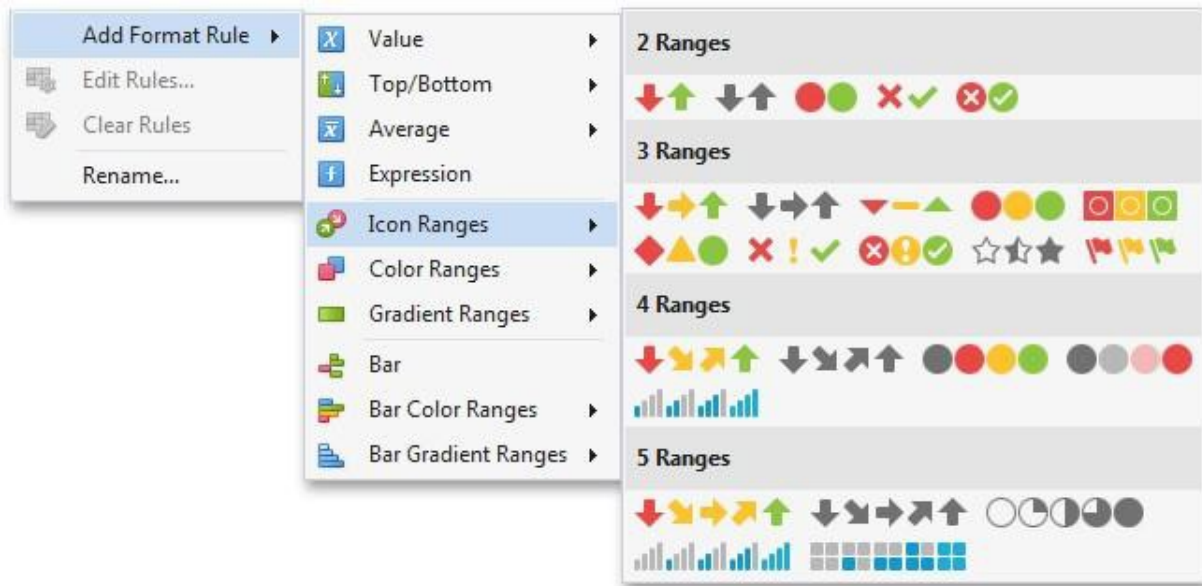 Add Format Rule
Edit Rules...
Clear Rules
Rename...
Value
Top/Bottom
Average
Expression
Icon Ranges
Color Ranges
Gradient Ranges
Bar
Bar Color Ranges
Bar Gradient Ranges
2 Ranges
3 Ranges
4 Ranges
5 Ranges